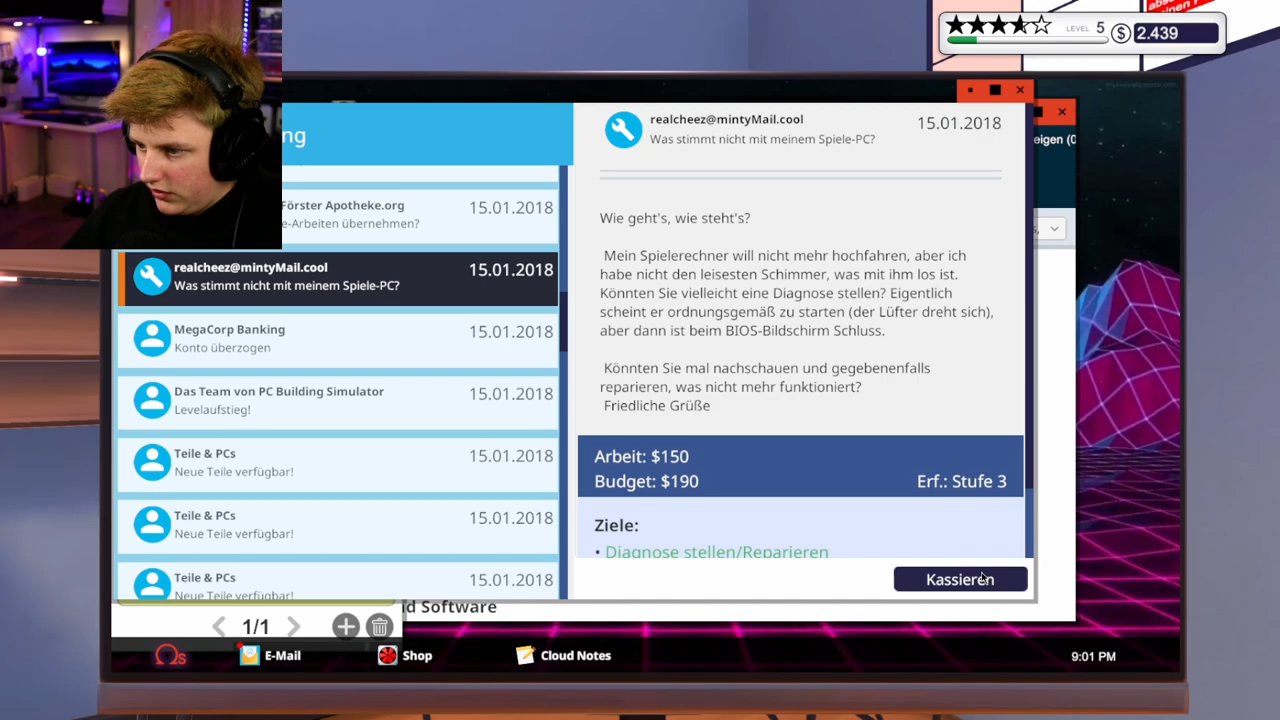 LEVEL 5
$ 2.439
ng
realcheez@mintyMail.cool
15.01.2018
Was stimmt nicht mit meinem Spiele-PC?
eigen (0
Förster Apotheke.org
15.01.2018
e-Arbeiten übernehmen?
realcheez@mintyMail.cool
15.01.2018
Was stimmt nicht mit meinem Spiele-PC?
MegaCorp Banking
15.01.2018
Konto überzogen
Das Team von PC Building Simulator
15.01.2018
Levelaufstieg!
Teile & PCs
15.01.2018
Neue Teile verfügbar!
Teile & PCs
15.01.2018
Neue Teile verfügbar!
Teile & PCs
15.01.2018
Neue Teile verfügbar!
Wie geht's, wie steht's?
Mein Spielerechner will nicht mehr hochfahren, aber ich
habe nicht den leisesten Schimmer, was mit ihm los ist.
Könnten Sie vielleicht eine Diagnose stellen? Eigentlich
scheint er ordnungsgemäß zu starten (der Lüfter dreht sich),
aber dann ist beim BIOS-Bildschirm Schluss.
Könnten Sie mal nachschauen und gegebenenfalls
reparieren, was nicht mehr funktioniert?
Friedliche Grüße
Arbeit: $150
Budget: $190
Erf.: Stufe 3
Ziele:
• Diagnose stellen/Reparieren
Kassieren
d Software
1/1
E-Mail
Shop
Cloud Notes
9:01 PM